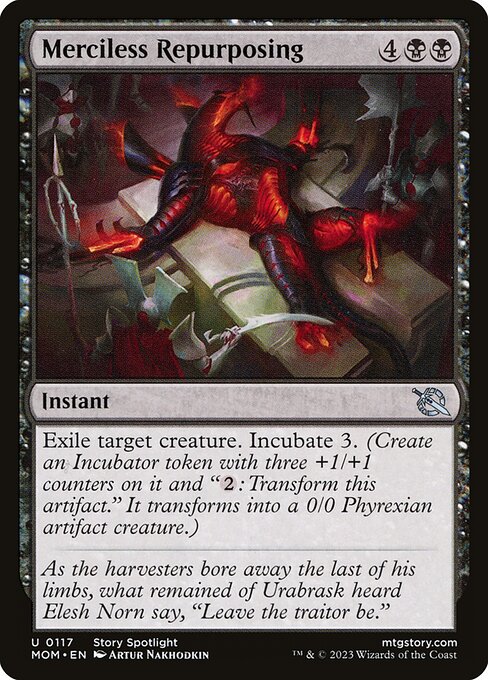 Merciless Repurposing 4
Instant
Exile target creature. Incubate 3. (Create
an Incubator token with three +1/+1
counters on it and “2: Transform this
artifact.” It transforms into a 0/0 Phyrexian
artifact creature.)
As the harvesters bore away the last of his
limbs, what remained of Urabrask heard
Elesh Norn say, “Leave the traitor be.”
U 0117 Story Spotlight mtgstory.com
MOM • EN Artur Nakhodkin ™ & © 2023 Wizards of the Coast